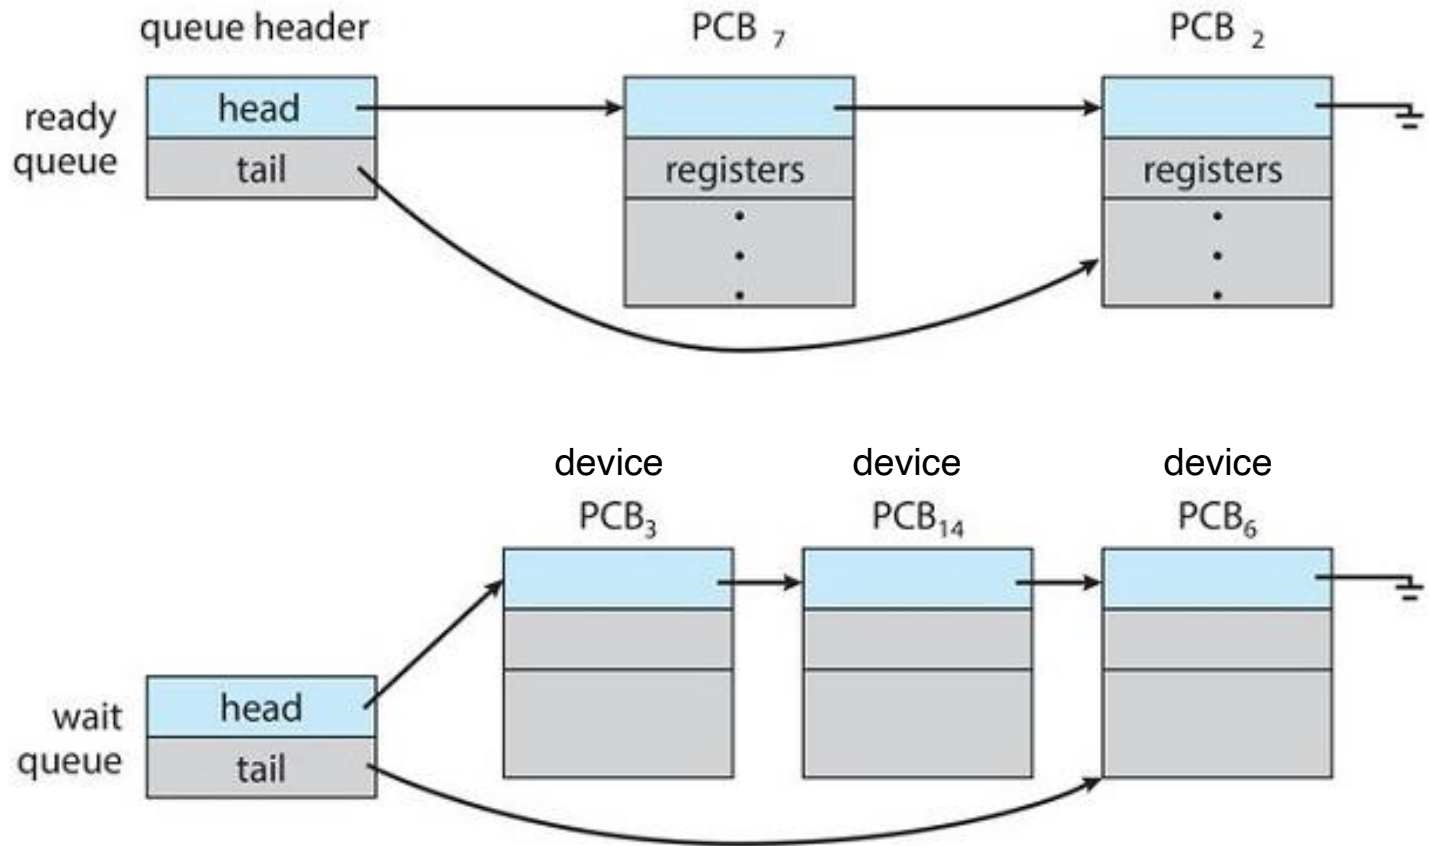 queue header
PCB 7
PCB 2
ready
queue
head
tail
registers
registers
device
device
device
PCB3
PCB14
PCB6
wait
queue
head
tail